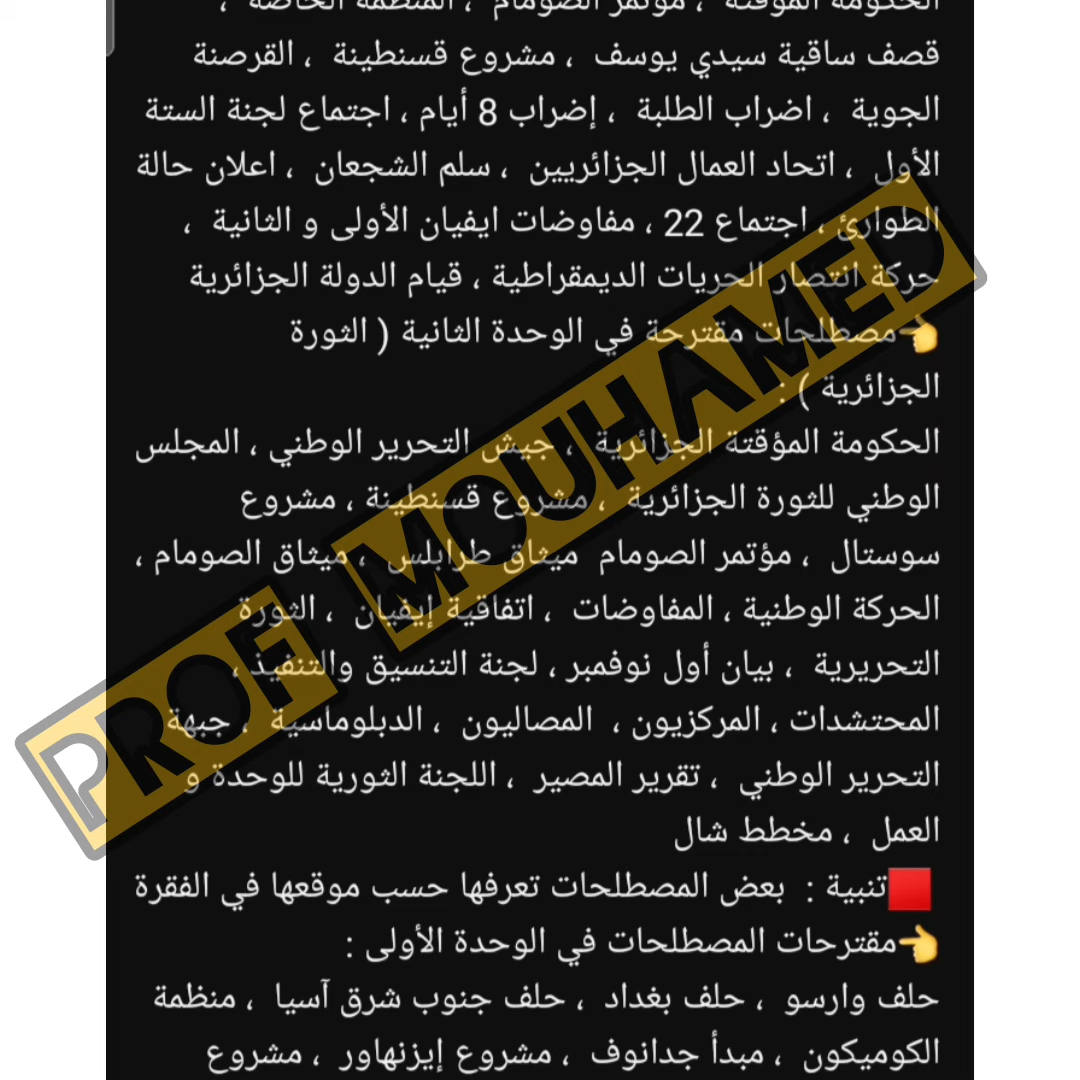 الحكومة المؤقتة ، مؤتمر الصومام ، المنظمة الخاصة ،
قصف ساقية سيدي يوسف ، مشروع قسنطينة ، القرصنة
الجوية ، اضراب الطلبة ، إضراب 8 أيام ، اجتماع لجنة الستة
الأول ، اتحاد العمال الجزائريين ، سلم الشجعان ، اعلان حالة
الطوارئ ، اجتماع 22 ، مفاوضات ايفيان الأولى و الثانية ،
حركة انتصار الحريات الديمقراطية ، قيام الدولة الجزائرية
👈مصطلحات مقترحة في الوحدة الثانية ( الثورة
الجزائرية ) :
الحكومة المؤقتة الجزائرية ، جيش التحرير الوطني ، المجلس
الوطني للثورة الجزائرية ، مشروع قسنطينة ، مشروع
سوستال ، مؤتمر الصومام ميثاق طرابلس ، ميثاق الصومام ،
الحركة الوطنية ، المفاوضات ، اتفاقية إيفيان ، الثورة
التحريرية ، بيان أول نوفمبر ، لجنة التنسيق والتنفيذ ،
المحتشدات ، المركزيون ، المصاليون ، الدبلوماسية ، جبهة
التحرير الوطني ، تقرير المصير ، اللجنة الثورية للوحدة و
العمل ، مخطط شال
🟥تنبية : بعض المصطلحات تعرفها حسب موقعها في الفقرة
👈مقترحات المصطلحات في الوحدة الأولى :
حلف وارسو ، حلف بغداد ، حلف جنوب شرق آسيا ، منظمة
الكوميكون ، مبدأ جدانوف ، مشروع إيزنهاور ، مشروع
PROF MOUHAMED